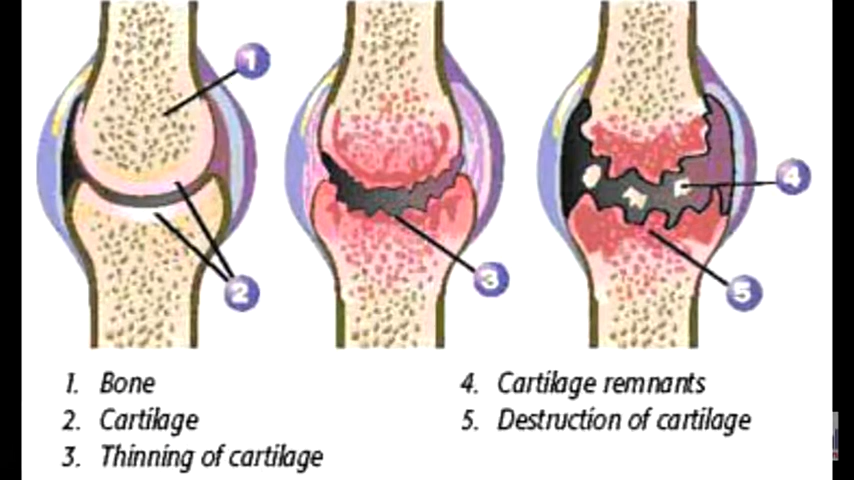 1
2
3
4
5
1. Bone
2. Cartilage
3. Thinning of cartilage
4. Cartilage remnants
5. Destruction of cartilage